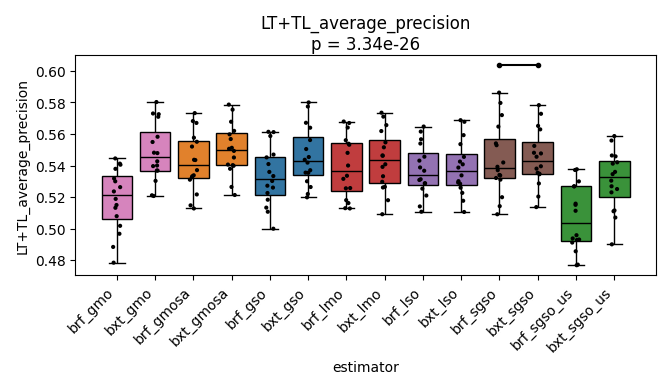 LT+TL_average_precision
p = 3.34e-26
LT+TL_average_precision
0.60
0.58
0.56
0.54
0.52
0.50
0.48
brf_gmo
bxt_gmo
brf_gmosa
bxt_gmosa
brf_gso
bxt_gso
brf_lmo
bxt_lmo
brf_lso
bxt_lso
brf_sgso
bxt_sgso
brf_sgso_us
bxt_sgso_us
estimator